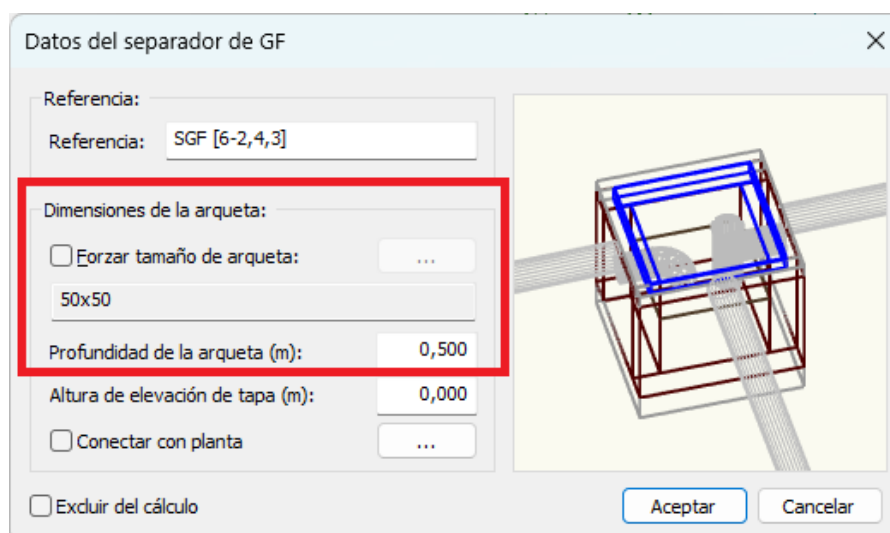 Datos del separador de GF
Referencia:
Referencia: SGF [6-2,4,3]
Dimensiones de la arqueta:
Forzar tamaño de arqueta: ...
50x50
Profundidad de la arqueta (m): 0,500
Altura de elevación de tapa (m): 0,000
Conectar con planta ...
Excluir del cálculo
Aceptar Cancelar